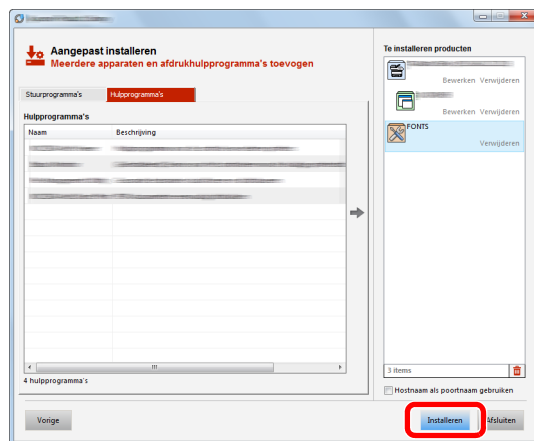 Aangepast installeren
Meerdere apparaten en afdrukhulpprogramma's toevogen
Stuurprogramma's
Hulpprogramma's
Hulpprogramma's
Naam
Beschrijving
4 hulpprogramma's
Te installeren producten
Bewerken Verwijderen
Bewerken Verwijderen
FONTS
Verwijderen
3 items
Hostnaam als poortnaam gebruiken
Vorige
Installeren
Afsluiten